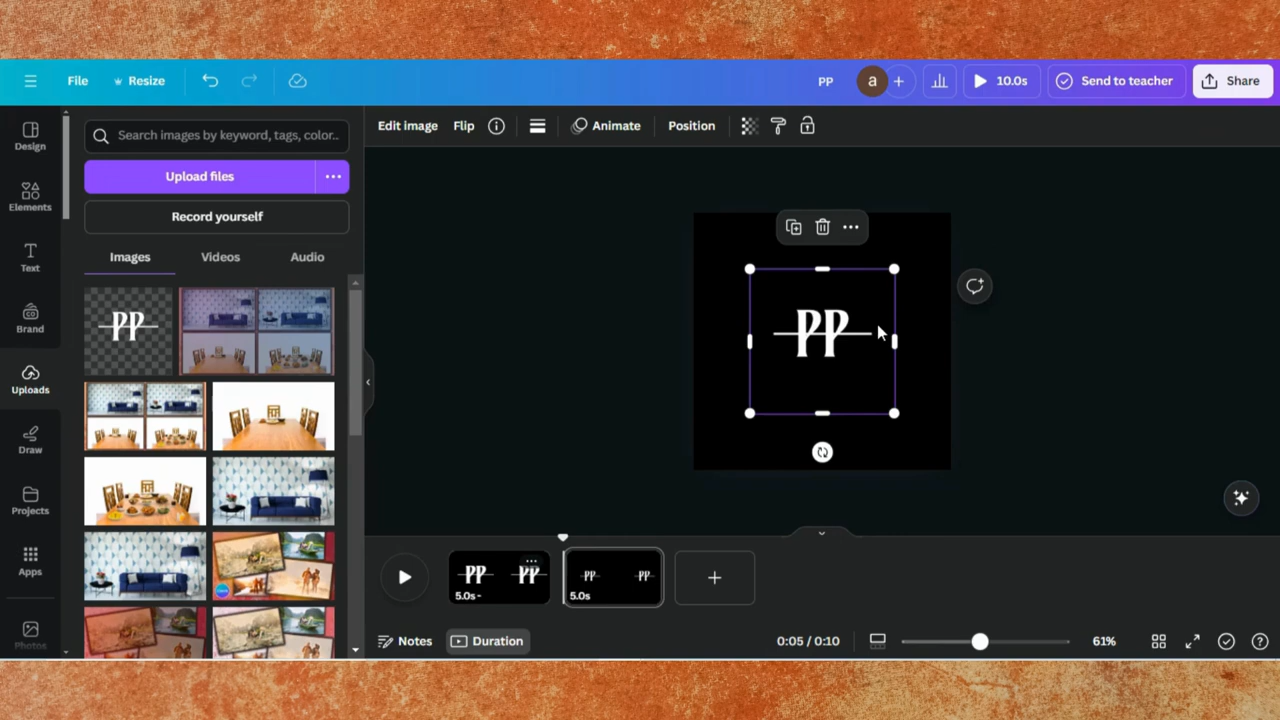 File
Resize
PP
a
10.0s
Send to teacher
Share
Design
Elements
Text
Brand
Uploads
Draw
Projects
Apps
Photos
Search images by keyword, tags, color...
Upload files
Record yourself
Images Videos Audio
PP
Edit image Flip Animate Position
PP
PP PP
5.0s-
PP PP
5.0s
Notes Duration 0:05 / 0:10 61%